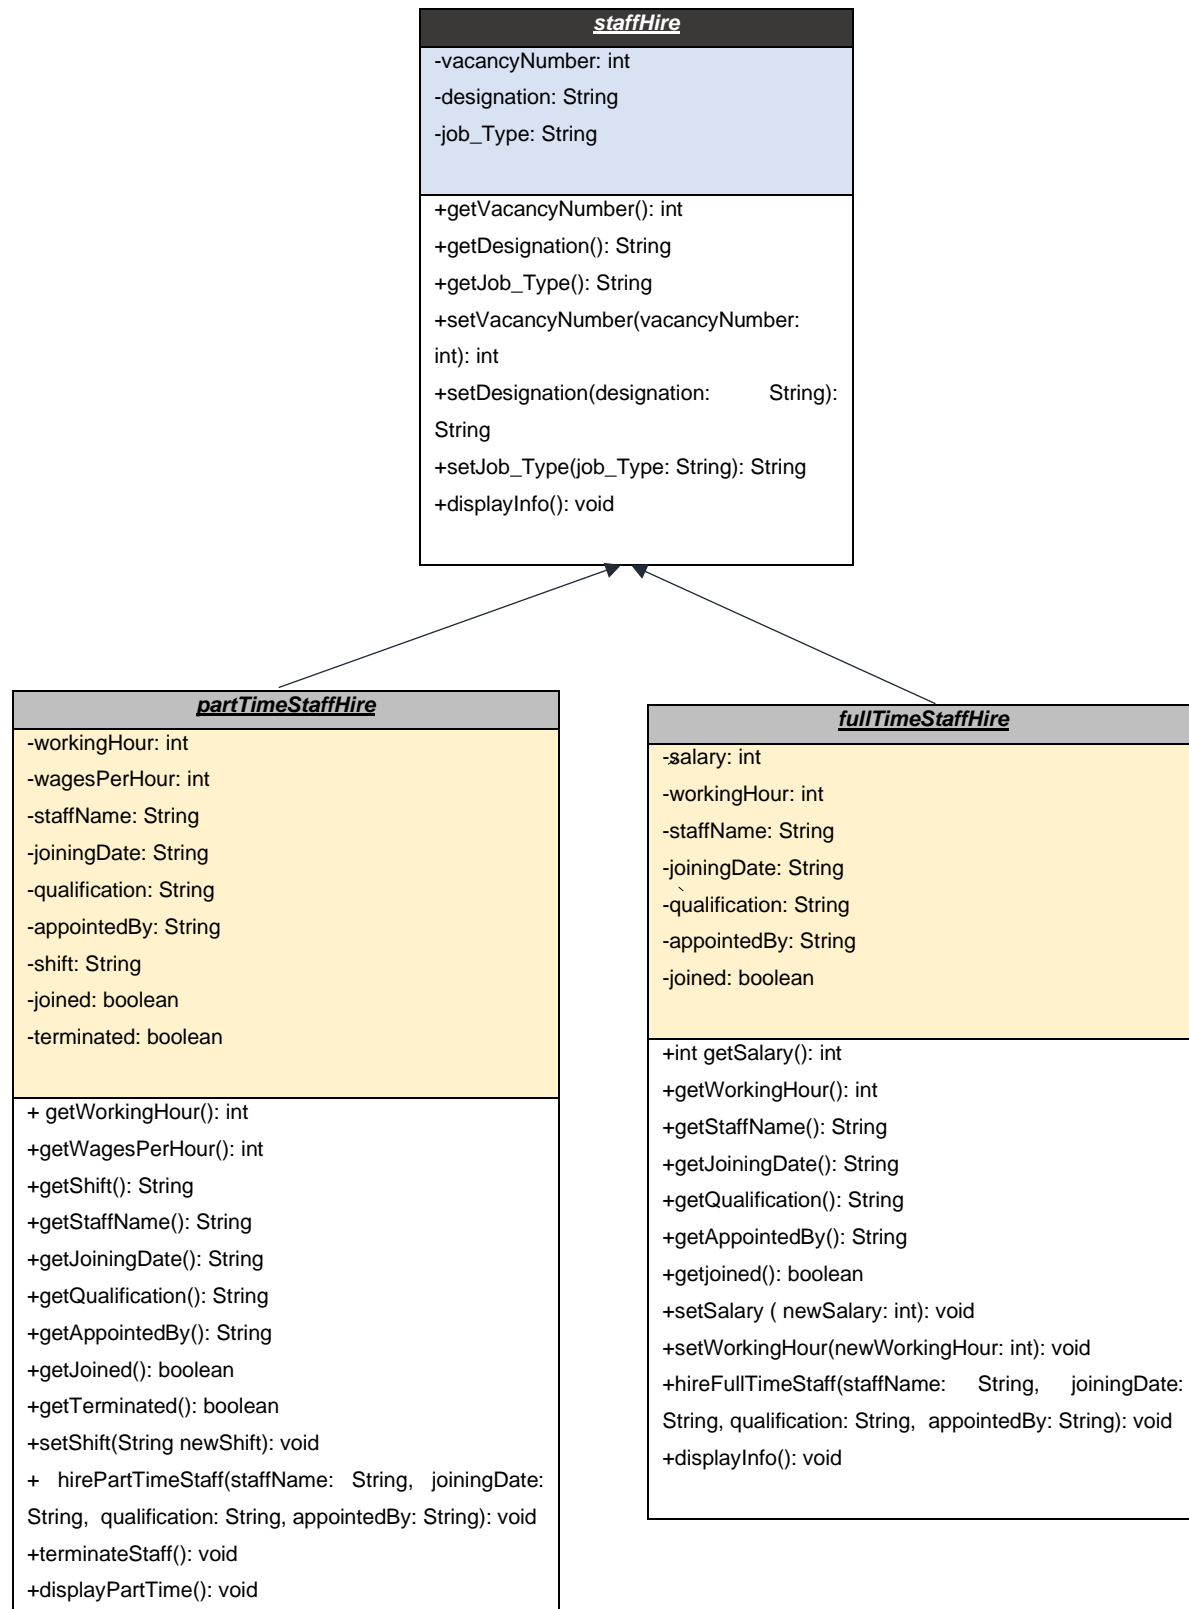 staffHire
-vacancyNumber: int
-designation: String
-job_Type: String
+getVacancyNumber(): int
+getDesignation(): String
+getJob_Type(): String
+setVacancyNumber(vacancyNumber:
int): int
+setDesignation(designation: String):
String
+setJob_Type(job_Type: String): String
+displayInfo(): void
partTimeStaffHire
-workingHour: int
-wagesPerHour: int
-staffName: String
-joiningDate: String
-qualification: String
-appointedBy: String
-shift: String
-joined: boolean
-terminated: boolean
+ getWorkingHour(): int
+getWagesPerHour(): int
+getShift(): String
+getStaffName(): String
+getJoiningDate(): String
+getQualification(): String
+getAppointedBy(): String
+getJoined(): boolean
+getTerminated(): boolean
+setShift(String newShift): void
+ hirePartTimeStaff(staffName: String, joiningDate:
String, qualification: String, appointedBy: String): void
+terminateStaff(): void
+displayPartTime(): void
fullTimeStaffHire
-salary: int
-workingHour: int
-staffName: String
-joiningDate: String
-qualification: String
-appointedBy: String
-joined: boolean
+int getSalary(): int
+getWorkingHour(): int
+getStaffName(): String
+getJoiningDate(): String
+getQualification(): String
+getAppointedBy(): String
+getjoined(): boolean
+setSalary ( newSalary: int): void
+setWorkingHour(newWorkingHour: int): void
+hireFullTimeStaff(staffName: String, joiningDate:
String, qualification: String, appointedBy: String): void
+displayInfo(): void